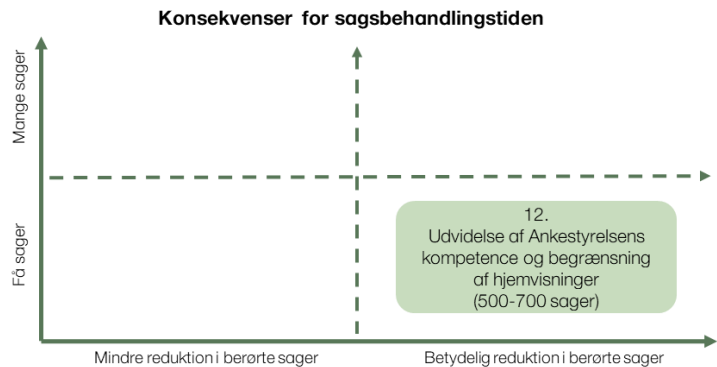 Konsekvenser for sagsbehandlingstiden
Mange sager
Få sager
12.
Udvidelse af Ankestyrelsens
kompetence og begrænsning
af hjemvisninger
(500-700 sager)
Mindre reduktion i berørte sager
Betydelig reduktion i berørte sager